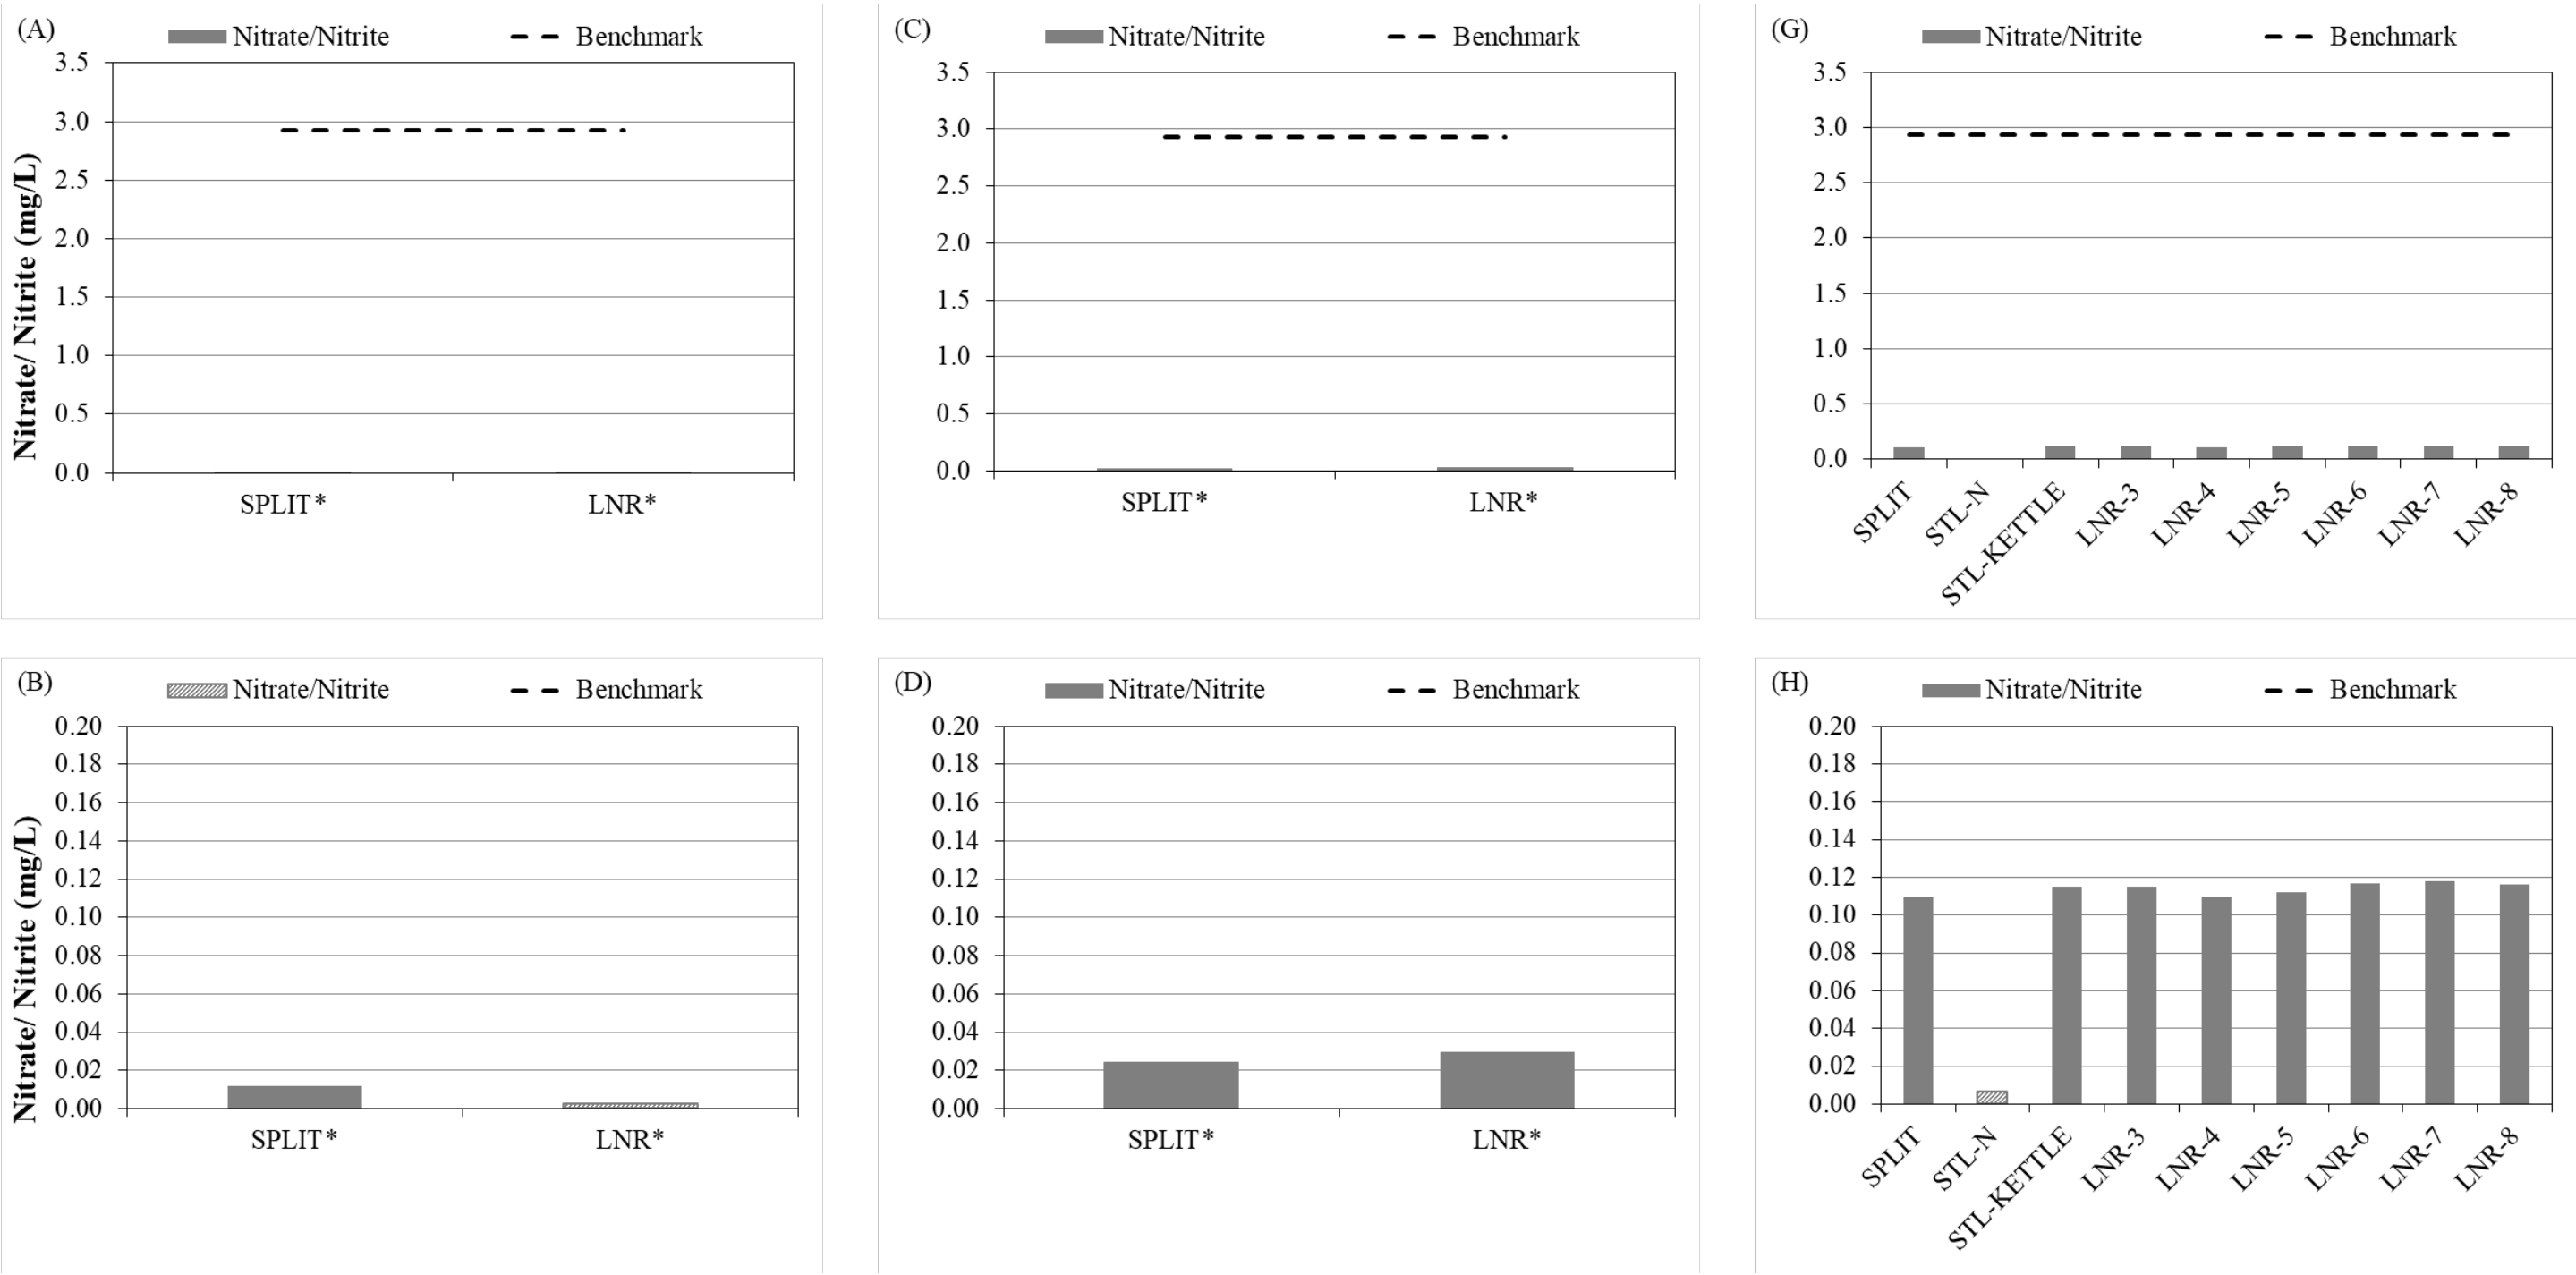 (A) Nitrate/Nitrite Benchmark
Nitrate/ Nitrite (mg/L)
3.5
3.0
2.5
2.0
1.5
1.0
0.5
0.0
SPLIT* LNR*
(C) Nitrate/Nitrite Benchmark
3.5
3.0
2.5
2.0
1.5
1.0
0.5
0.0
SPLIT* LNR*
(G) Nitrate/Nitrite Benchmark
3.5
3.0
2.5
2.0
1.5
1.0
0.5
0.0
SPLIT
STL-N
STL-KETTLE
LNR-3
LNR-4
LNR-5
LNR-6
LNR-7
LNR-8
(B) Nitrate/Nitrite Benchmark
Nitrate/ Nitrite (mg/L)
0.20
0.18
0.16
0.14
0.12
0.10
0.08
0.06
0.04
0.02
0.00
SPLIT* LNR*
(D) Nitrate/Nitrite Benchmark
0.20
0.18
0.16
0.14
0.12
0.10
0.08
0.06
0.04
0.02
0.00
SPLIT* LNR*
(H) Nitrate/Nitrite Benchmark
0.20
0.18
0.16
0.14
0.12
0.10
0.08
0.06
0.04
0.02
0.00
SPLIT
STL-N
STL-KETTLE
LNR-3
LNR-4
LNR-5
LNR-6
LNR-7
LNR-8